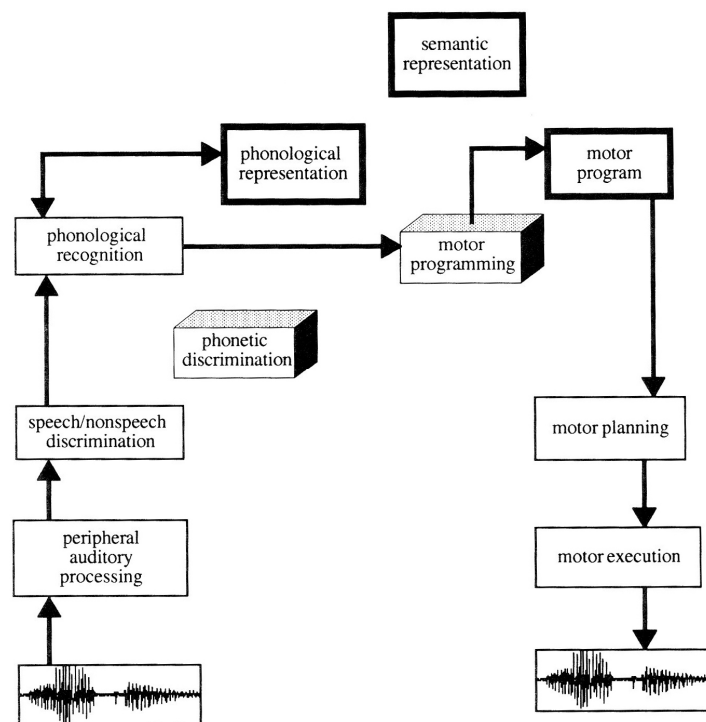 semantic
representation
phonological
representation
motor
program
phonological
recognition
motor
programming
phonetic
discrimination
speech/nonspeech
discrimination
motor planning
peripheral
auditory
processing
motor execution